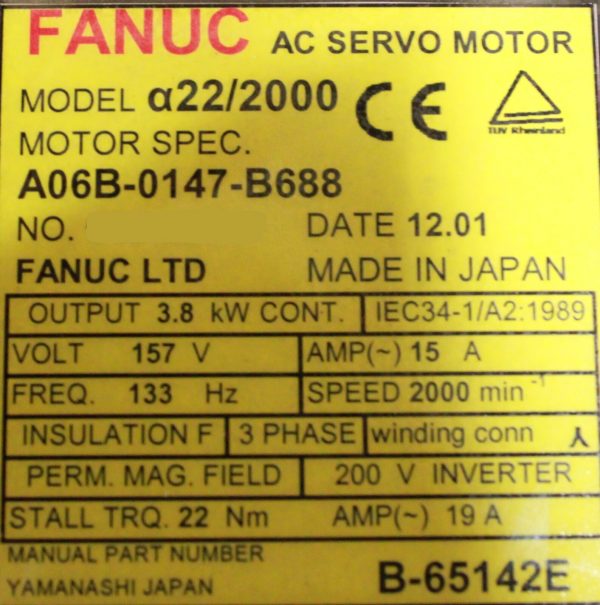 FANUC AC SERVO MOTOR
MODEL α22/2000 CE
TUV Rheinland
MOTOR SPEC.
A06B-0147-B688
NO. DATE 12.01
FANUC LTD MADE IN JAPAN
OUTPUT 3.8 kW CONT. IEC34-1/A2:1989
VOLT 157 V AMP(~) 15 A
FREQ. 133 Hz SPEED 2000 min⁻¹
INSULATION F 3 PHASE winding conn
PERM. MAG. FIELD 200 V INVERTER
STALL TRQ. 22 Nm AMP(~) 19 A
MANUAL PART NUMBER
YAMANASHI JAPAN B-65142E